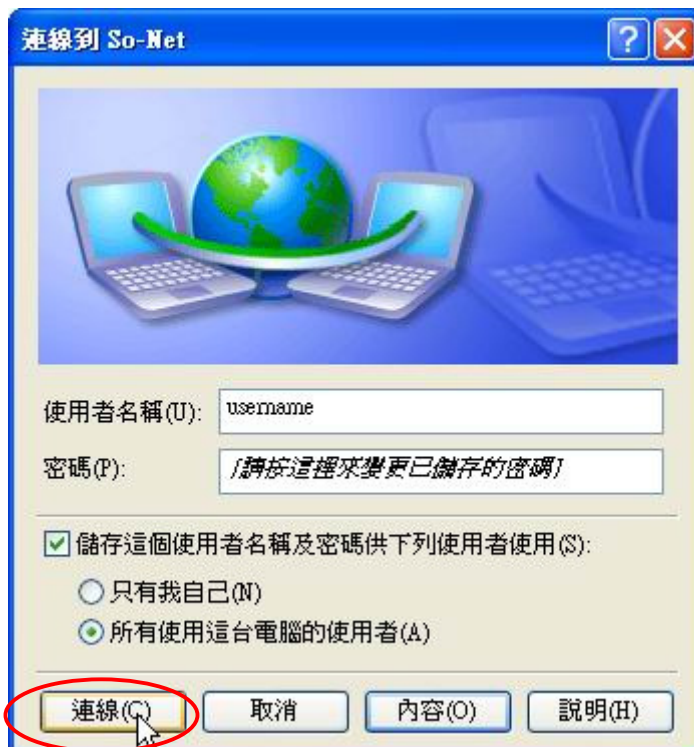 連線到 So-Net
使用者名稱(U): username
密碼(P): [請按這裡來變更已儲存的密碼]
儲存這個使用者名稱及密碼供下列使用者使用(S):
只有我自己(N)
所有使用這台電腦的使用者(A)
連線(C) 取消 內容(O) 說明(H)